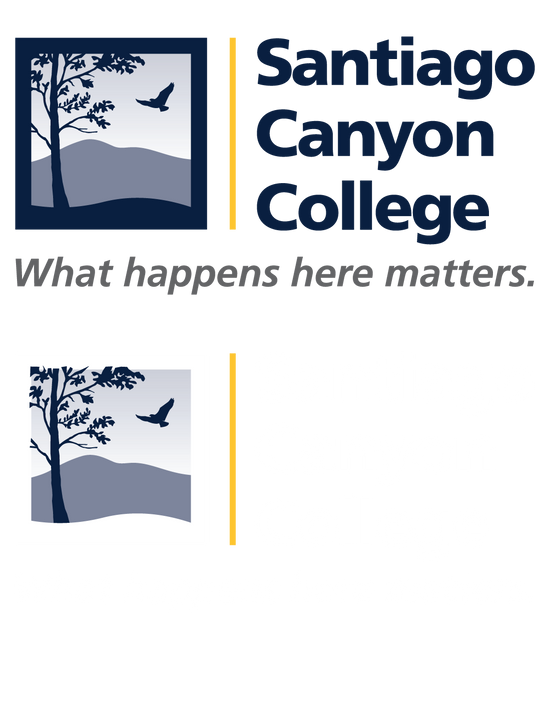 Santiago
Canyon
College
What happens here matters.